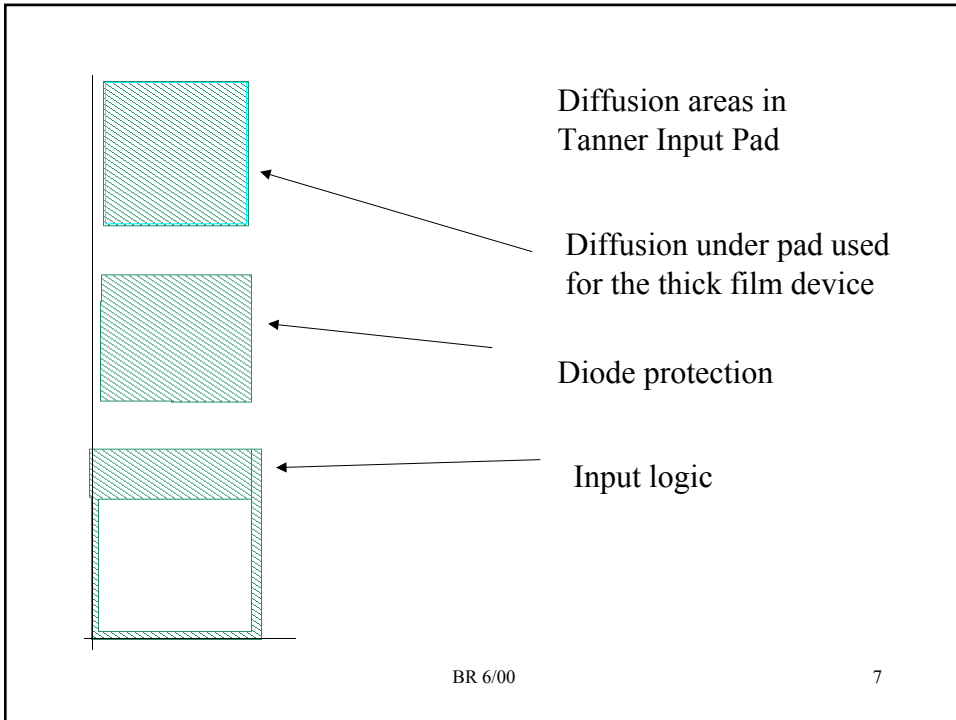 Diffusion areas in
Tanner Input Pad
Diffusion under pad used
for the thick film device
Diode protection
Input logic
BR 6/00
7